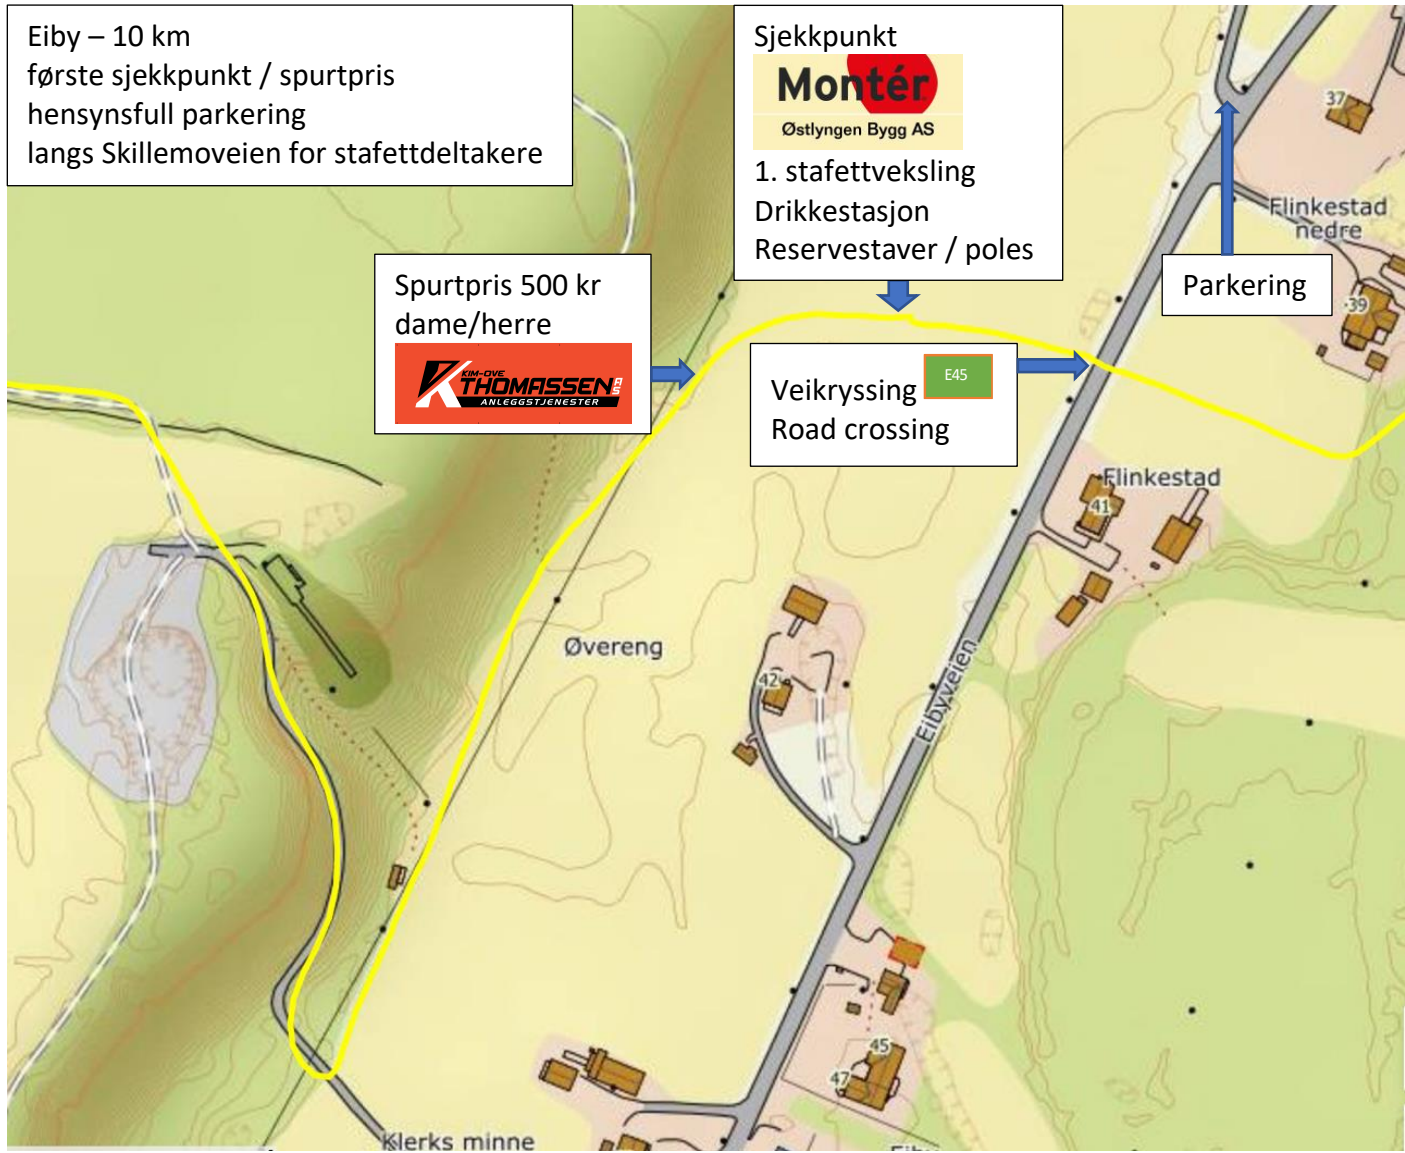 Eiby – 10 km
første sjekkpunkt / spurtpris
hensynsfull parkering
langs Skillemoveien for stafettdeltakere
Sjekkpunkt
Montér
Østlyngen Bygg AS
1. stafettveksling
Drikkestasjon
Reservestaver / poles
37
Flinkestad
nedre
Parkering
39
Spurtpris 500 kr
dame/herre
KIM-OVE
THOMASSEN AS
ANLEGGSTJENESTER
Veikryssing E45
Road crossing
Flinkestad
41
Øvereng
42
Eibyveien
45
47
Klerks minne
Eiby